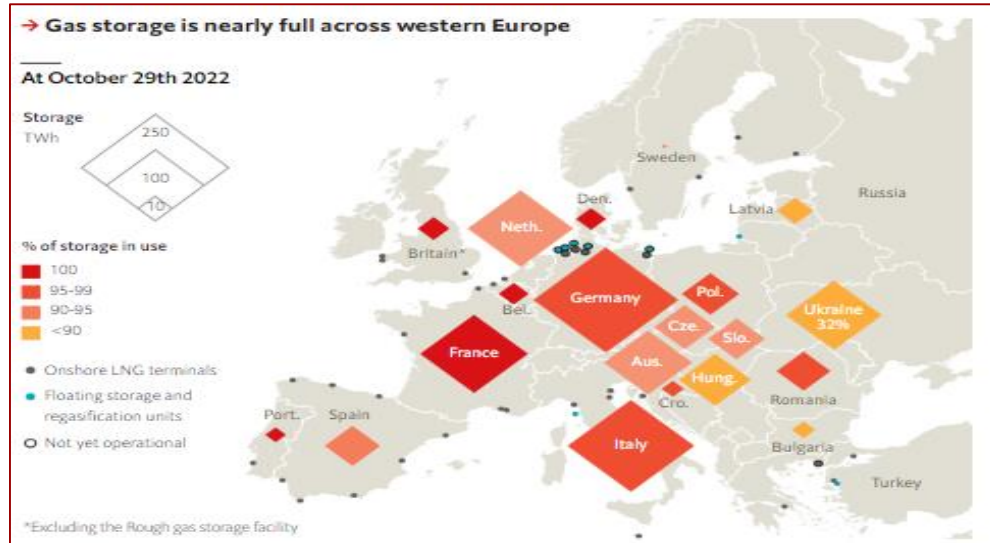 → Gas storage is nearly full across western Europe
At October 29th 2022
Storage
TWh
250
100
10
% of storage in use
100
95-99
90-95
<90
Onshore LNG terminals
Floating storage and
regasification units
Not yet operational
Sweden
Russia
Den.
Latvia
Neth.
Britain*
Germany
Pol.
Bel.
Ukraine
32%
Cze.
Slo.
France
Aus.
Hung.
Cro.
Romania
Port.
Spain
Italy
Bulgaria
Turkey
*Excluding the Rough gas storage facility